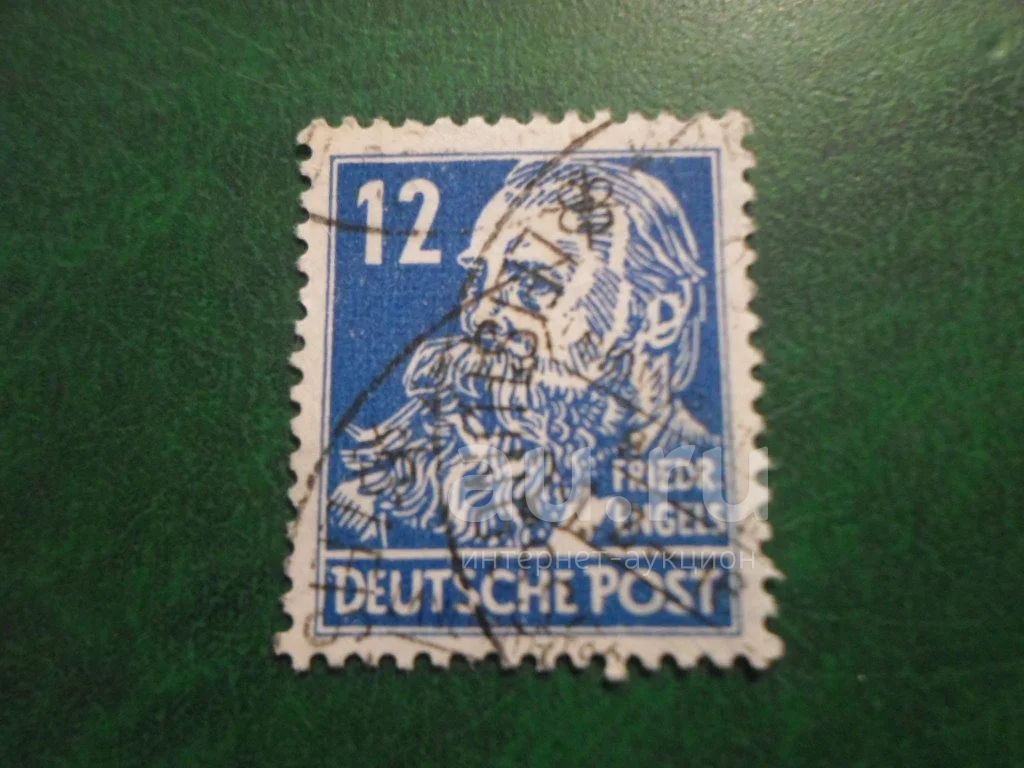 12
FRIEDR.
ENGELS
DEUTSCHE POST
au.ru
интернет-аукцион